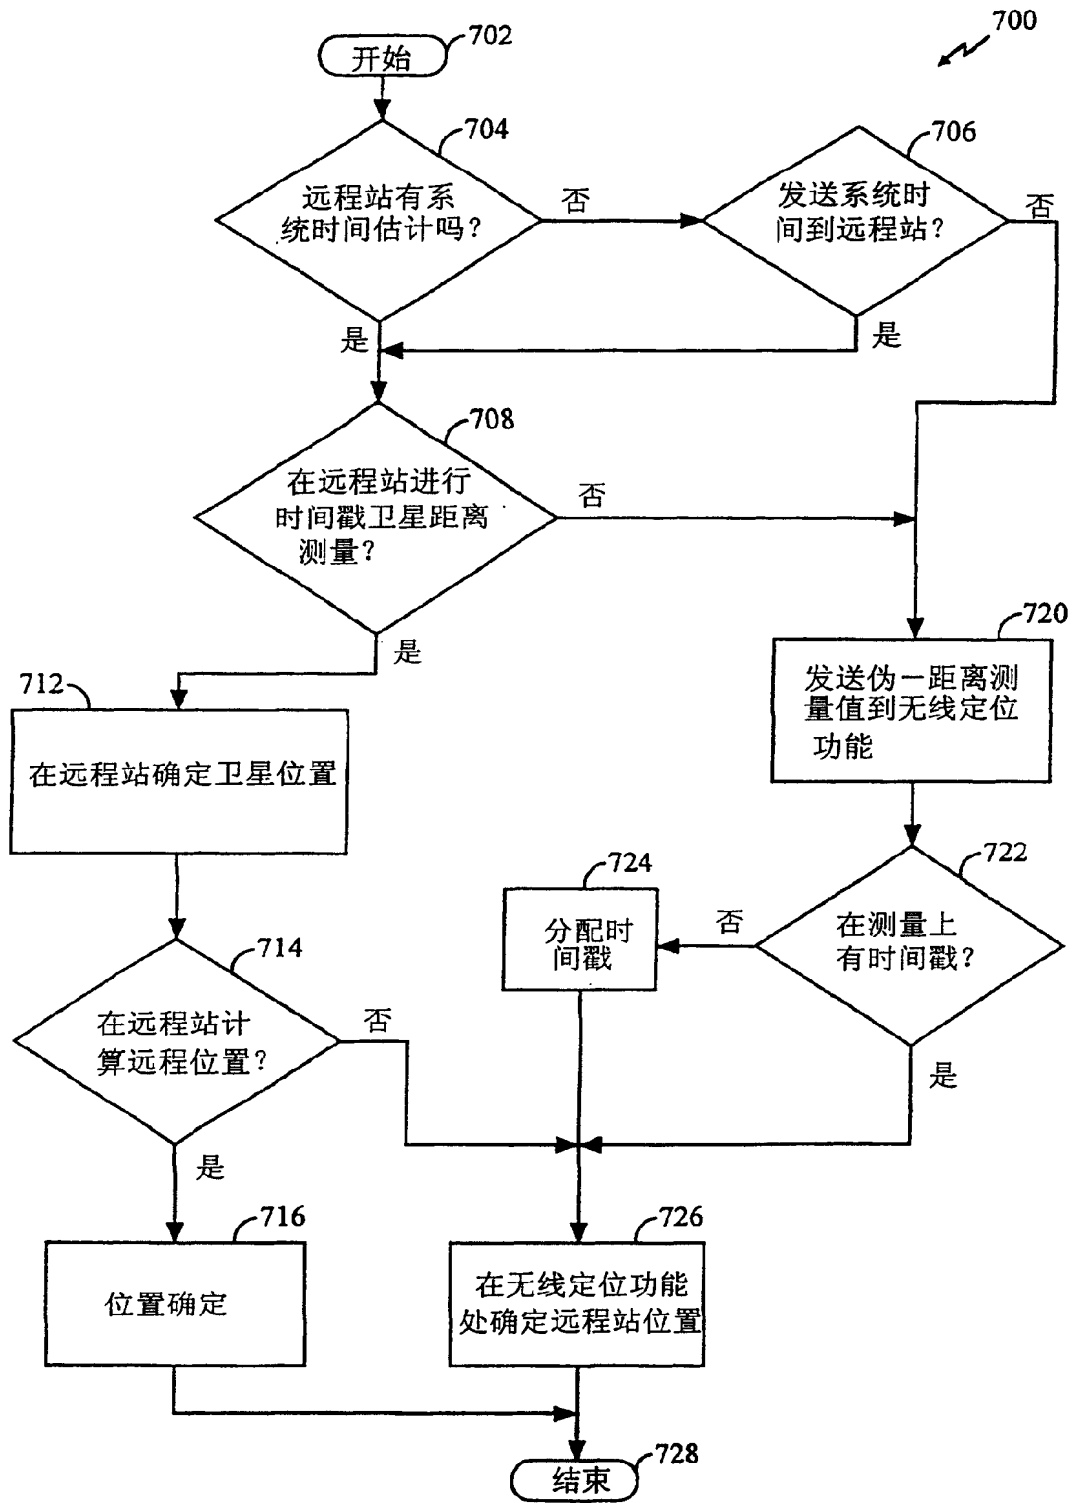 700
702
开始
704
远程站有系
统时间估计吗?
否
是
706
发送系统时
间到远程站?
否
是
708
在远程站进行
时间戳卫星距离
测量?
否
是
712
在远程站确定卫星位置
720
发送伪一距离测
量值到无线定位
功能
722
在测量上
有时间戳?
否
是
724
分配时
间戳
714
在远程站计
算远程位置?
否
是
716
位置确定
726
在无线定位功能
处确定远程站位置
728
结束